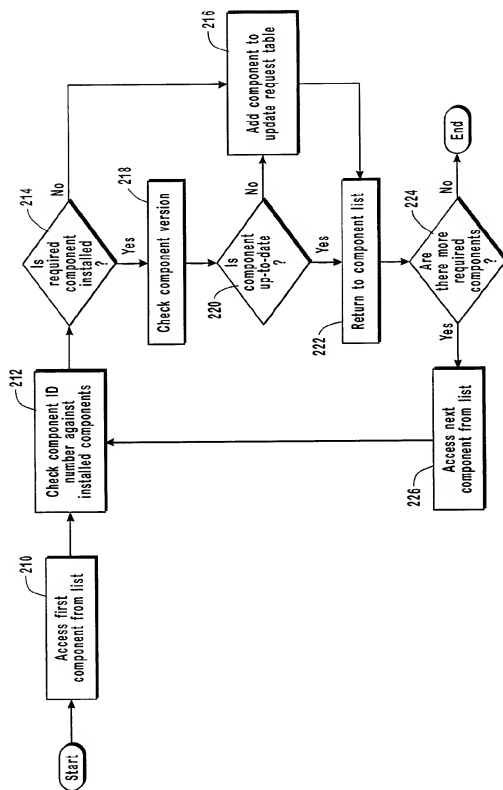 Start
210
Access first
component from list
212
Check component ID
number against
installed components
214
Is
required
component
installed
?
No
Yes
216
Add component to
update request table
218
Check component version
220
Is
component
up-to-date
?
No
Yes
222
Return to component list
224
Are
there more
required
components
?
No
End
Yes
226
Access next
component from list